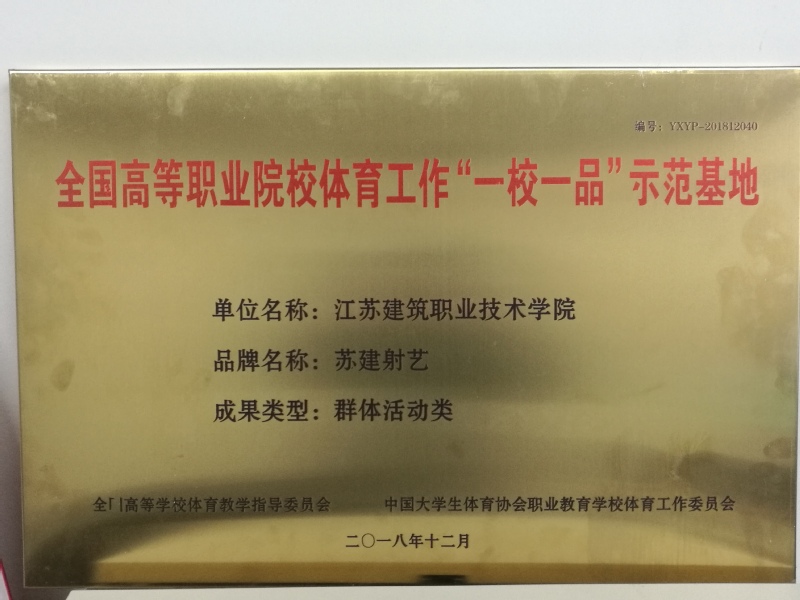 编号：YXYP-201812040
全国高等职业院校体育工作“一校一品”示范基地
单位名称：江苏建筑职业技术学院
品牌名称：苏建射艺
成果类型：群体活动类
全国高等学校体育教学指导委员会 中国大学生体育协会职业教育学校体育工作委员会
二〇一八年十二月